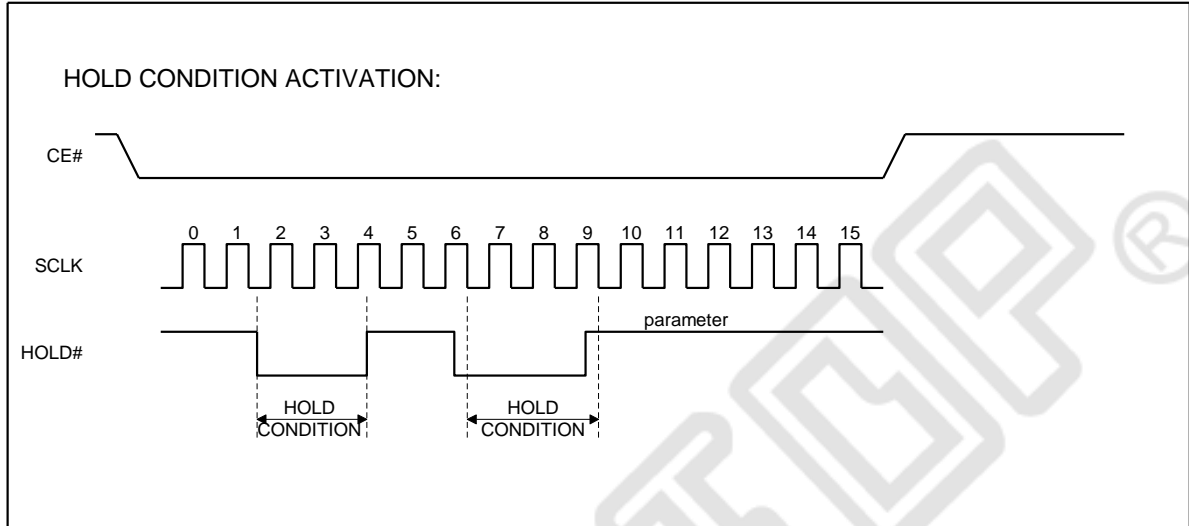 HOLD CONDITION ACTIVATION:
CE#
0 1 2 3 4 5 6 7 8 9 10 11 12 13 14 15
SCLK
parameter
HOLD#
HOLD CONDITION
HOLD CONDITION
®